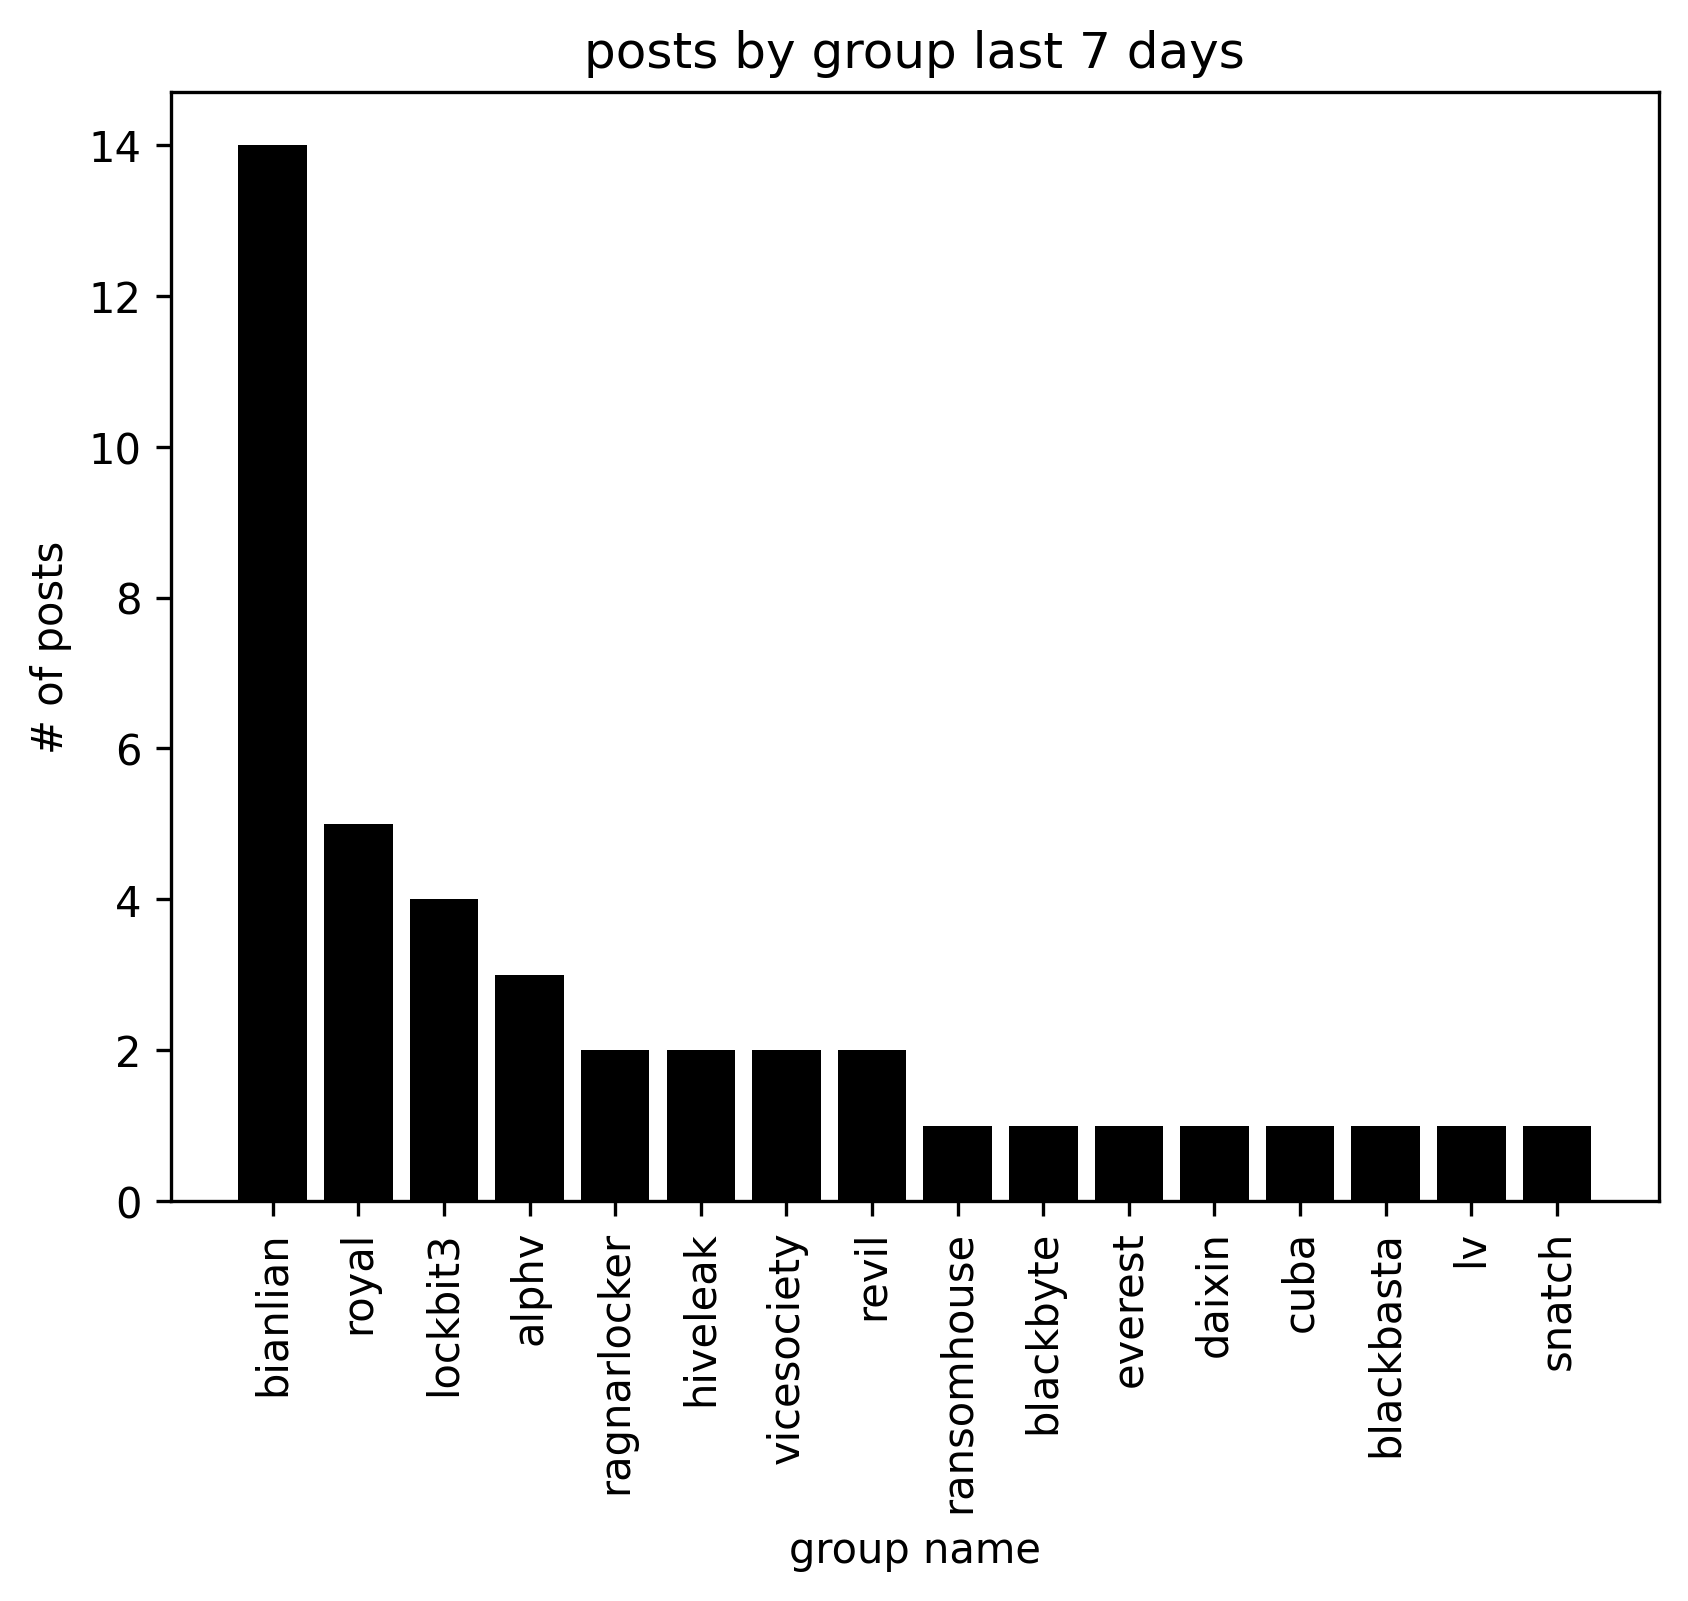 posts by group last 7 days
14
12
10
8
6
4
2
0
# of posts
bianlian
royal
lockbit3
alphv
ragnarlocker
hiveleak
vicesociety
revil
ransomhouse
blackbyte
everest
daixin
cuba
blackbasta
lv
snatch
group name